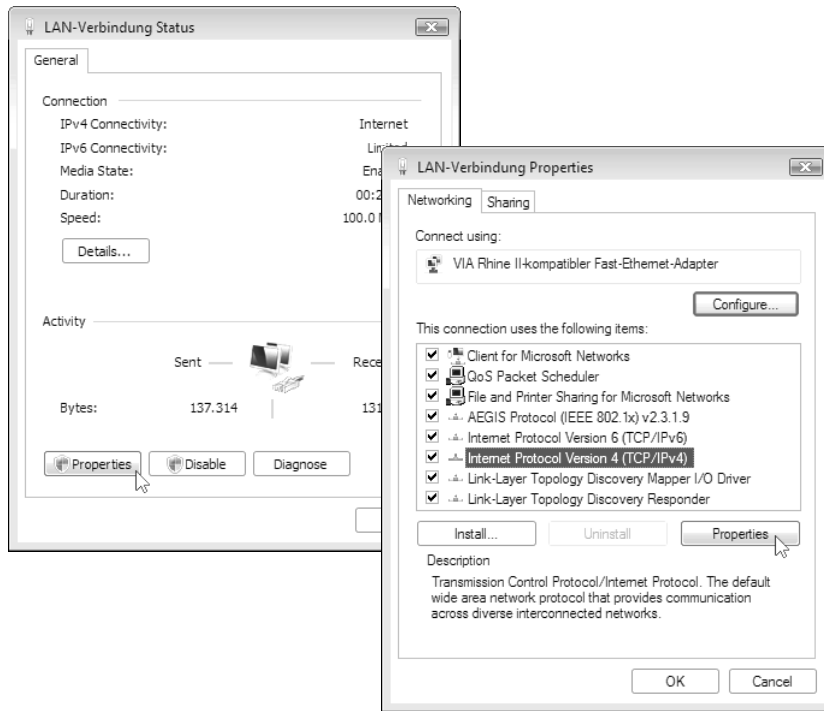 LAN-Verbindung Status
General
Connection
IPv4 Connectivity: Internet
IPv6 Connectivity:
Media State:
Duration:
Speed: 100.0
Details...
Activity
Sent
Bytes: 137.314
Properties Disable Diagnose
LAN-Verbindung Properties
Networking Sharing
Connect using:
VIA Rhine II-kompatibler Fast-Ethernet-Adapter
Configure...
This connection uses the following items:
Client for Microsoft Networks
QoS Packet Scheduler
File and Printer Sharing for Microsoft Networks
AEGIS Protocol (IEEE 802.1x) v2.3.1.9
Internet Protocol Version 6 (TCP/IPv6)
Internet Protocol Version 4 (TCP/IPv4)
Link-Layer Topology Discovery Mapper I/O Driver
Link-Layer Topology Discovery Responder
Install... Uninstall Properties
Description
Transmission Control Protocol/Internet Protocol. The default
wide area network protocol that provides communication
across diverse interconnected networks.
OK Cancel